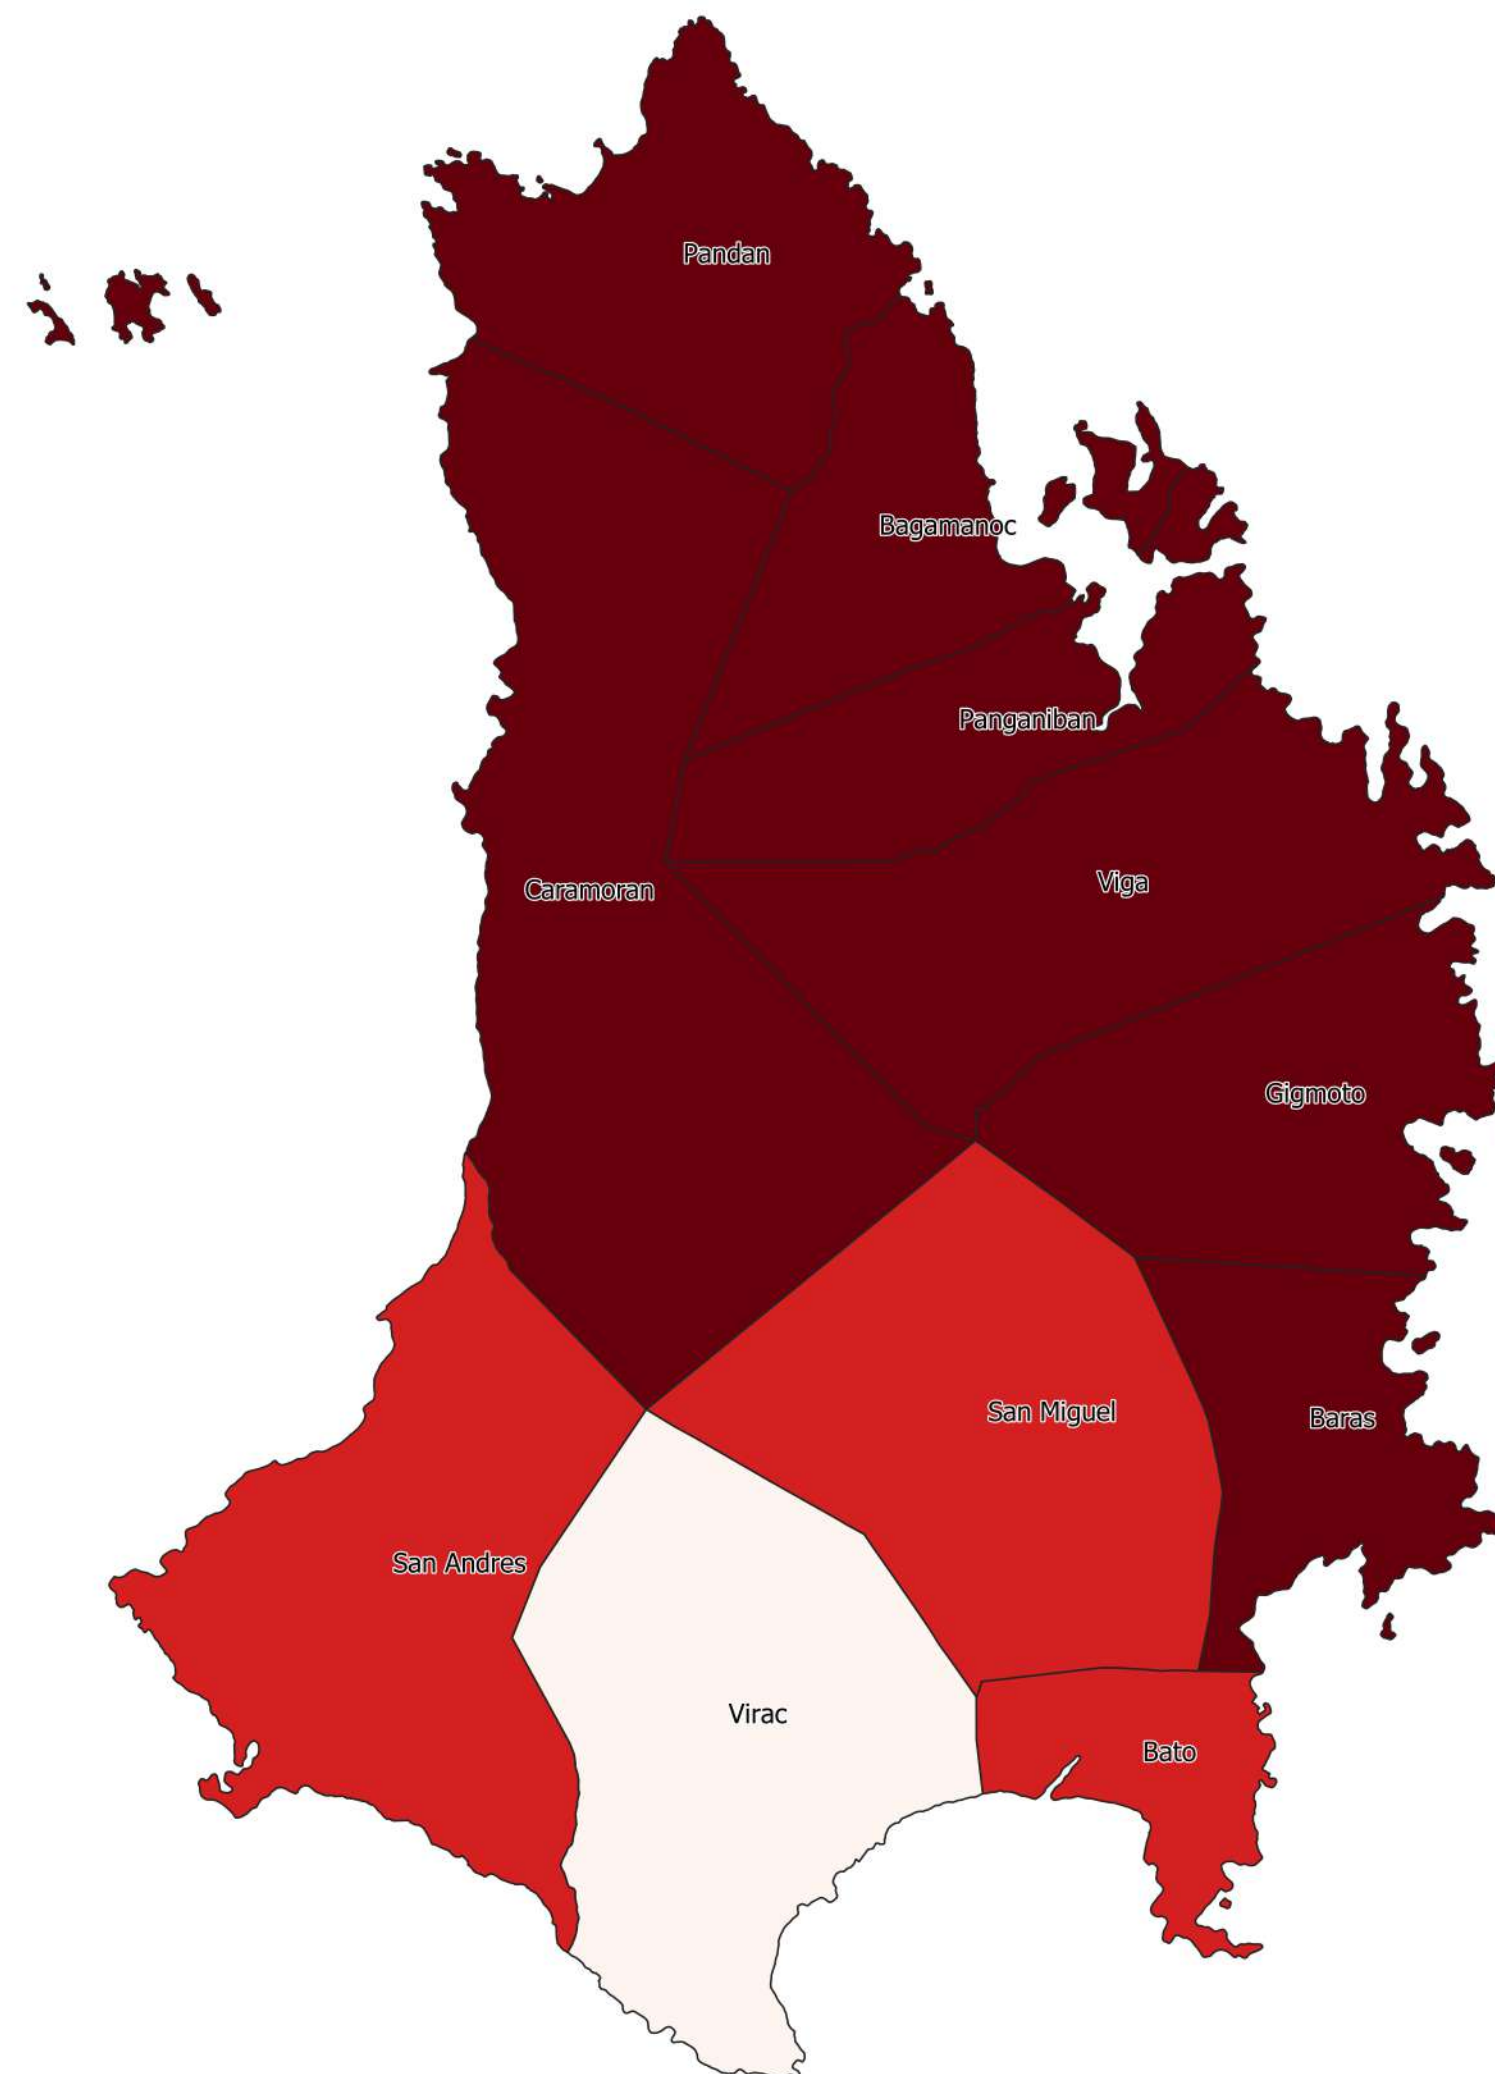 Pandan
Bagamanoc
Panganiban
Viga
Caramoran
Gigmoto
San Miguel
Baras
San Andres
Virac
Bato